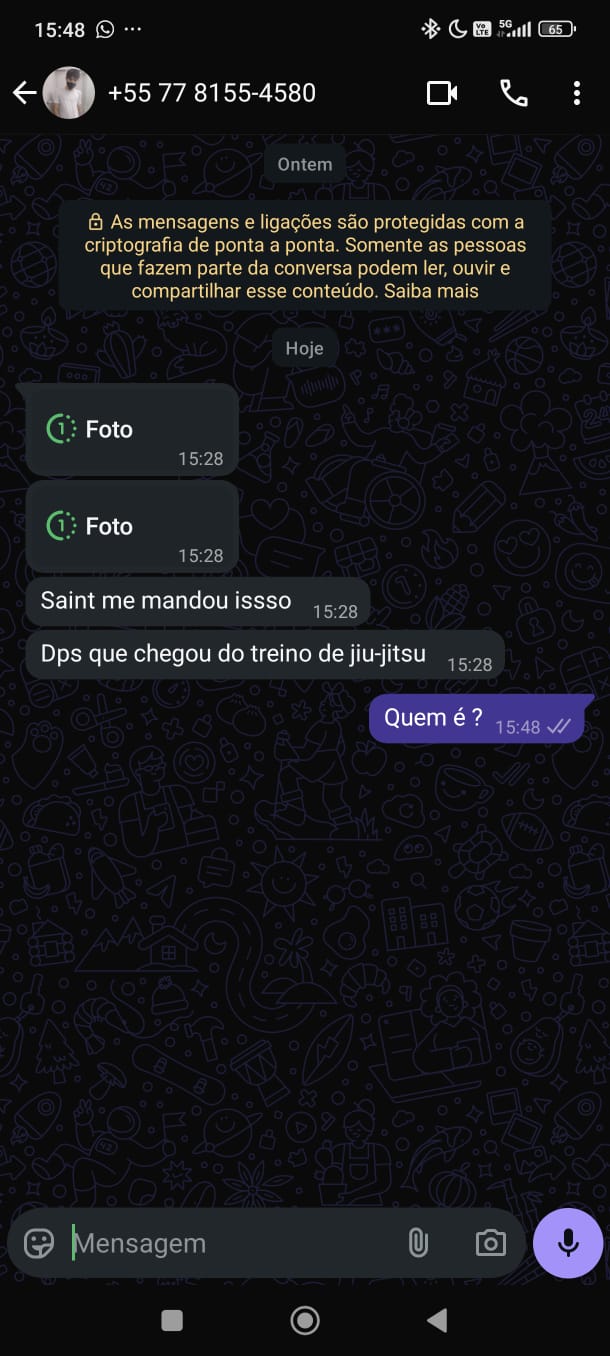 15:48
Vo LTE 5G 65
+55 77 8155-4580
Ontem
As mensagens e ligações são protegidas com a
criptografia de ponta a ponta. Somente as pessoas
que fazem parte da conversa podem ler, ouvir e
compartilhar esse conteúdo. Saiba mais
Hoje
1 Foto
15:28
1 Foto
15:28
Saint me mandou issso 15:28
Dps que chegou do treino de jiu-jitsu 15:28
Quem é ? 15:48
Mensagem